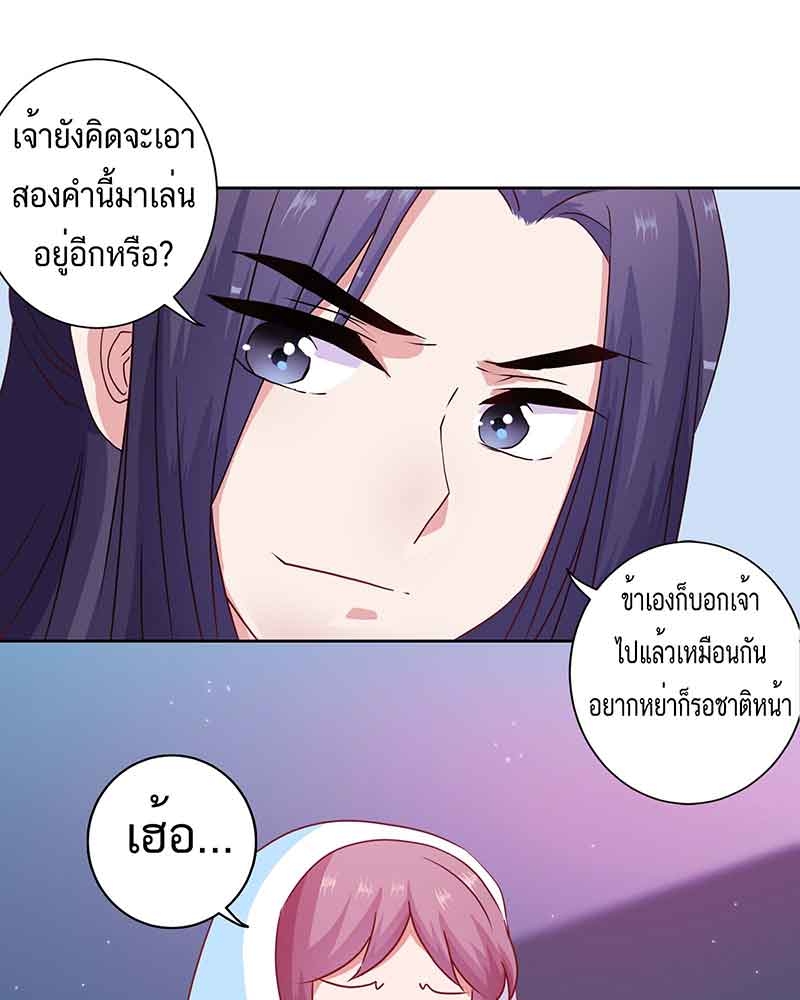 เจ้ายังคิดจะเอา
สองคำนี้มาเล่น
อยู่อีกหรือ?
ข้าเองก็บอกเจ้า
ไปแล้วเหมือนกัน
อยากหย่าก็รอชาติหน้า
เฮ้อ...